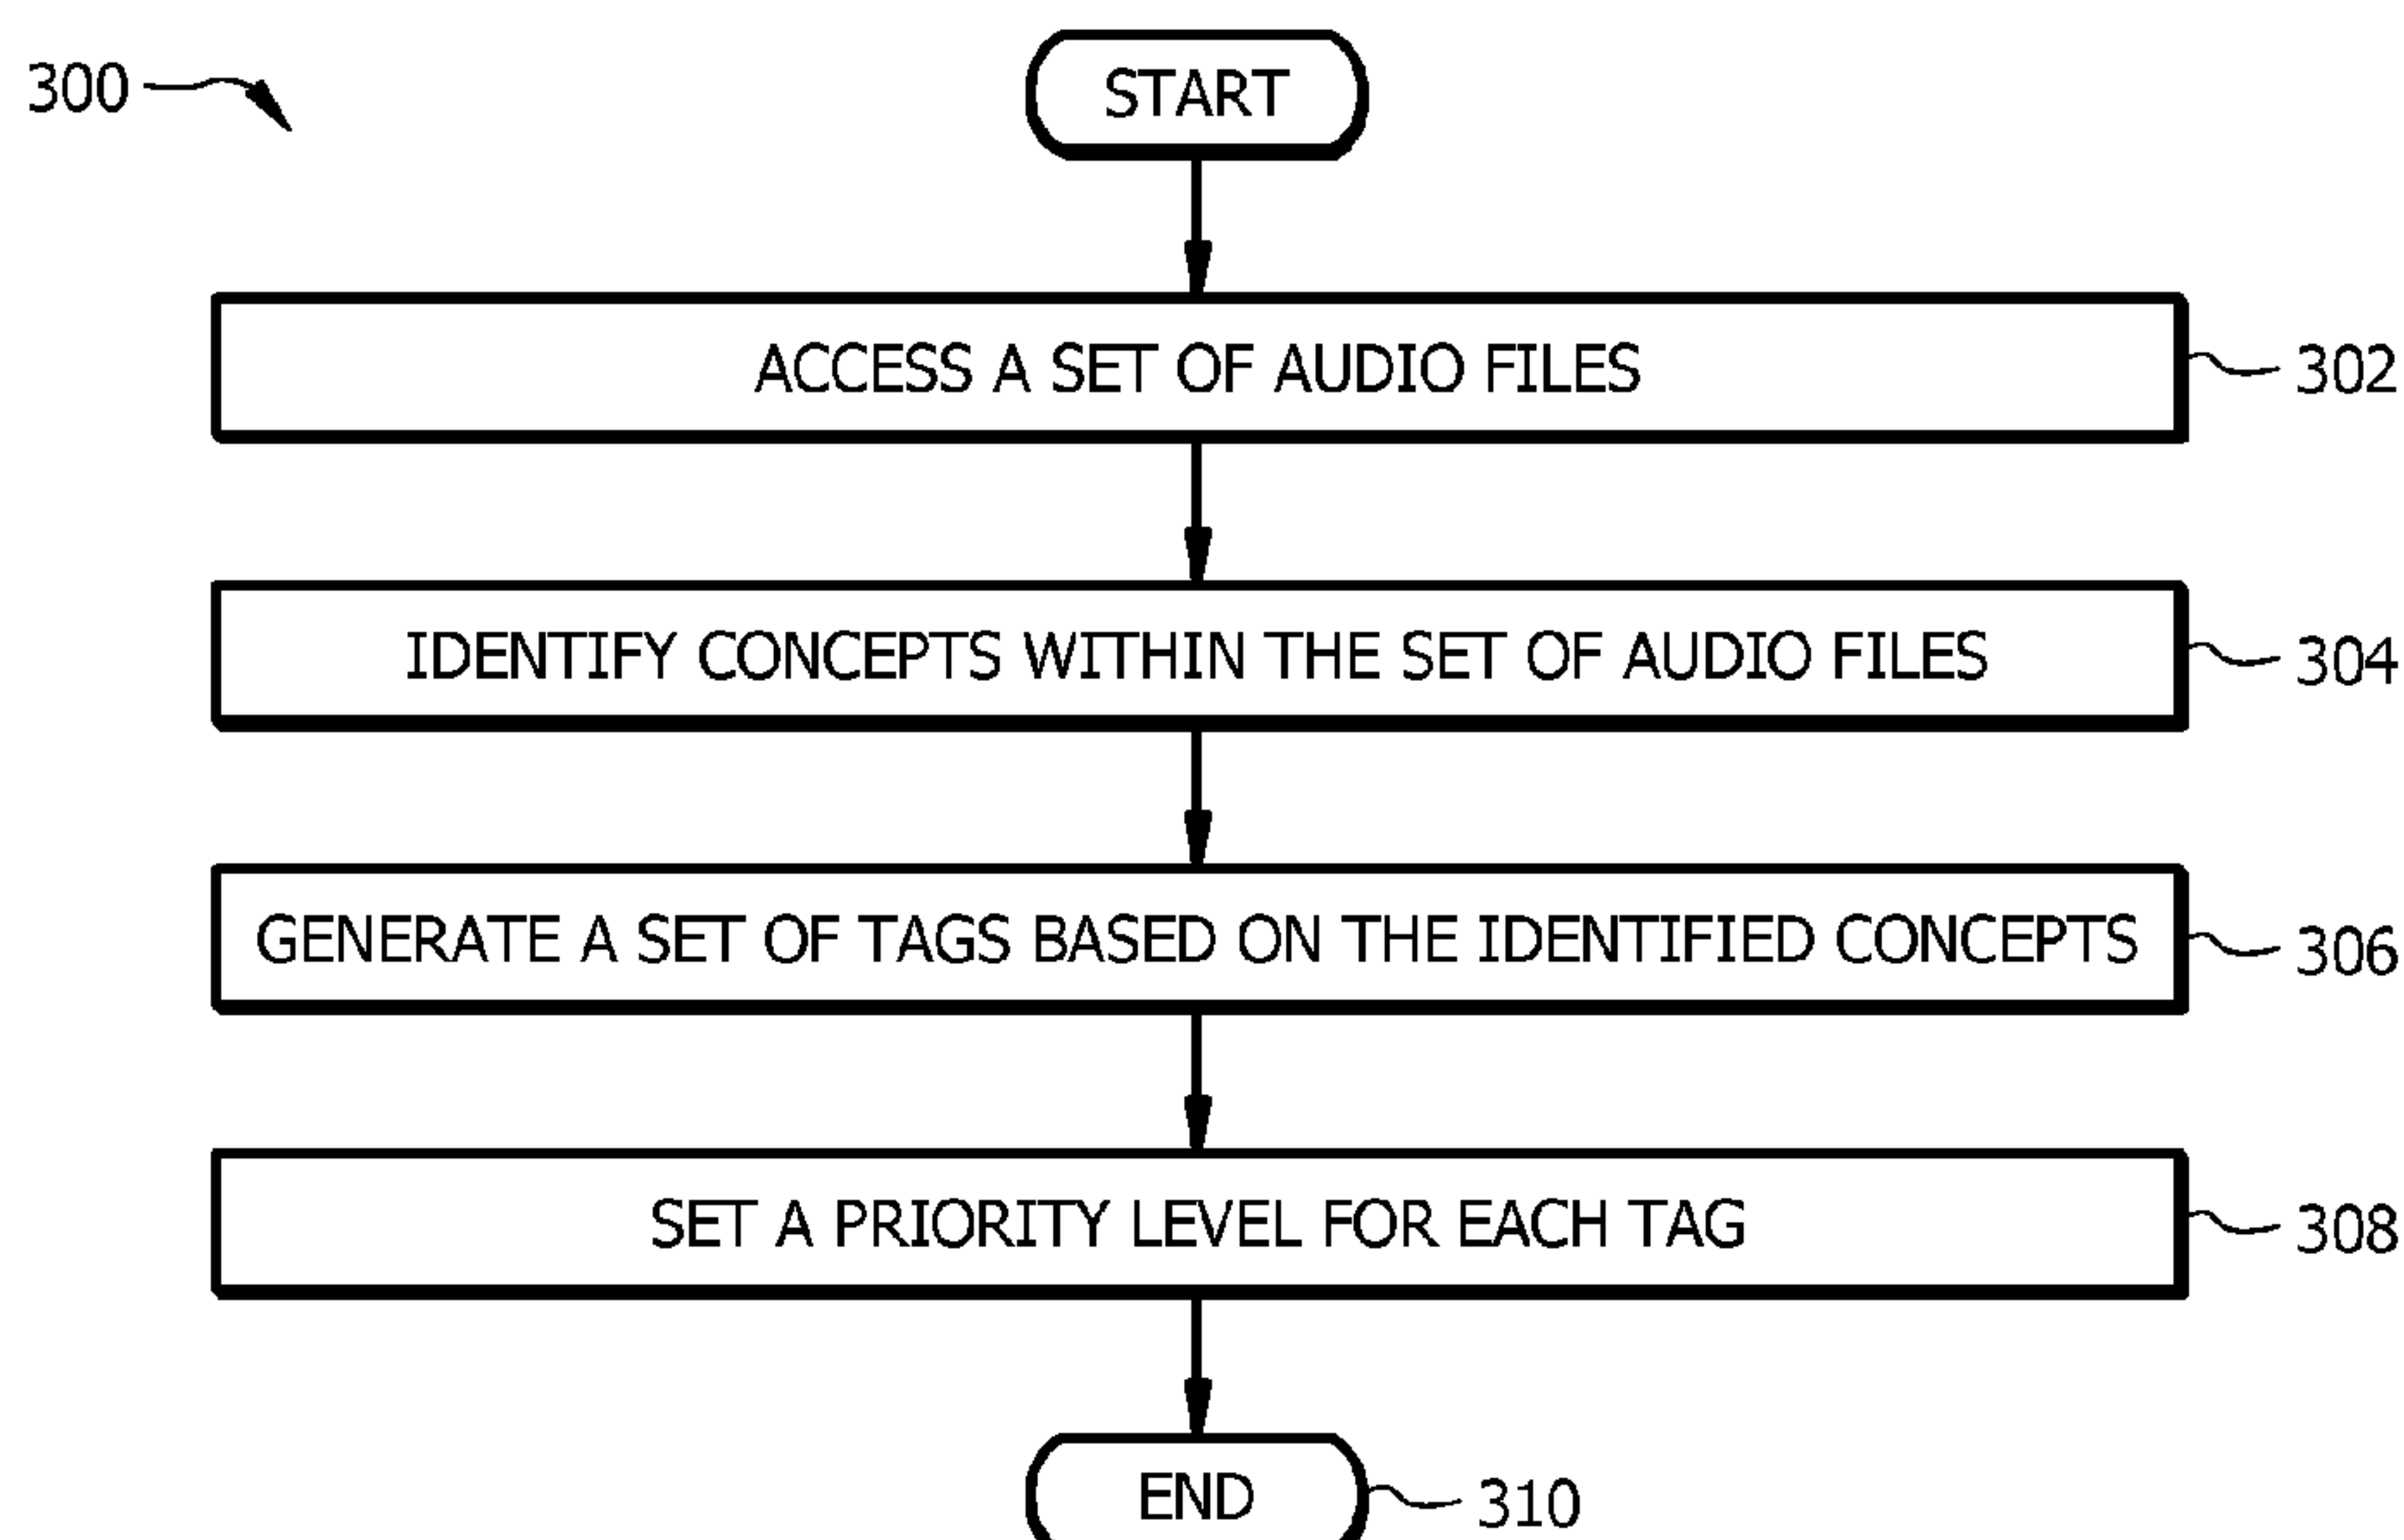 300
START
ACCESS A SET OF AUDIO FILES
302
IDENTIFY CONCEPTS WITHIN THE SET OF AUDIO FILES
304
GENERATE A SET OF TAGS BASED ON THE IDENTIFIED CONCEPTS
306
SET A PRIORITY LEVEL FOR EACH TAG
308
END
310